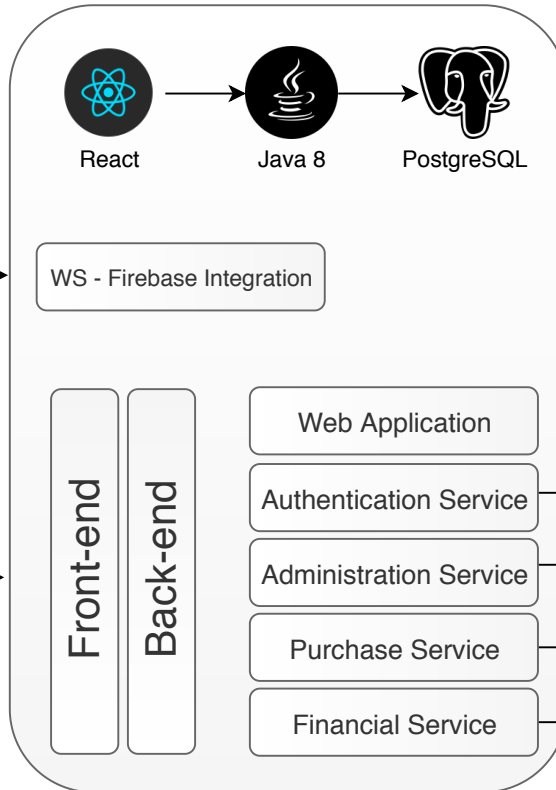 React
Java 8
PostgreSQL
WS - Firebase Integration
Front-end
Back-end
Web Application
Authentication Service
Administration Service
Purchase Service
Financial Service